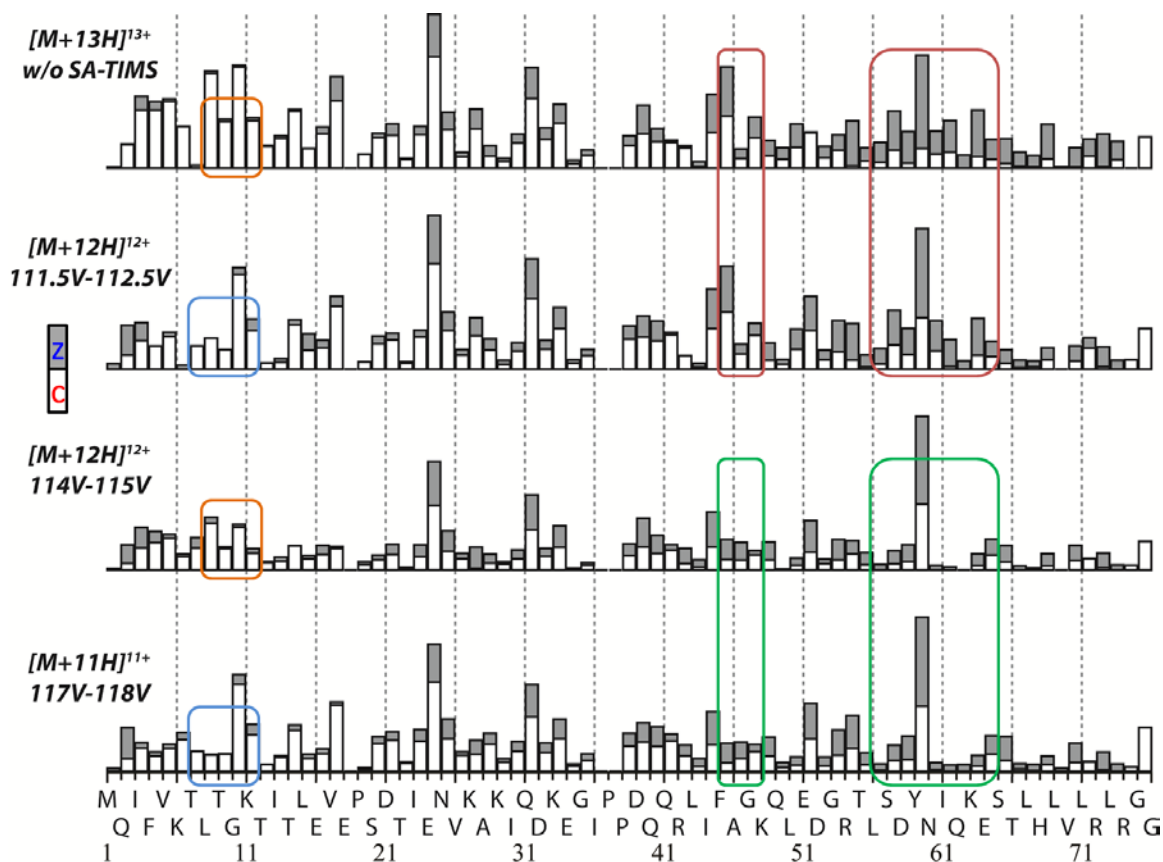 [M+13H]¹³⁺
w/o SA-TIMS
[M+12H]¹²⁺
111.5V-112.5V
Z
C
[M+12H]¹²⁺
114V-115V
[M+11H]¹¹⁺
117V-118V
M I V T T K I L V P D I N K K Q K G P D Q L F G Q E G T S Y I K S L L L L G
Q F K L G T T E E S T E V A I D E I P Q R I A K L D R L D N Q E T H V R R G
1 11 21 31 41 51 61 71